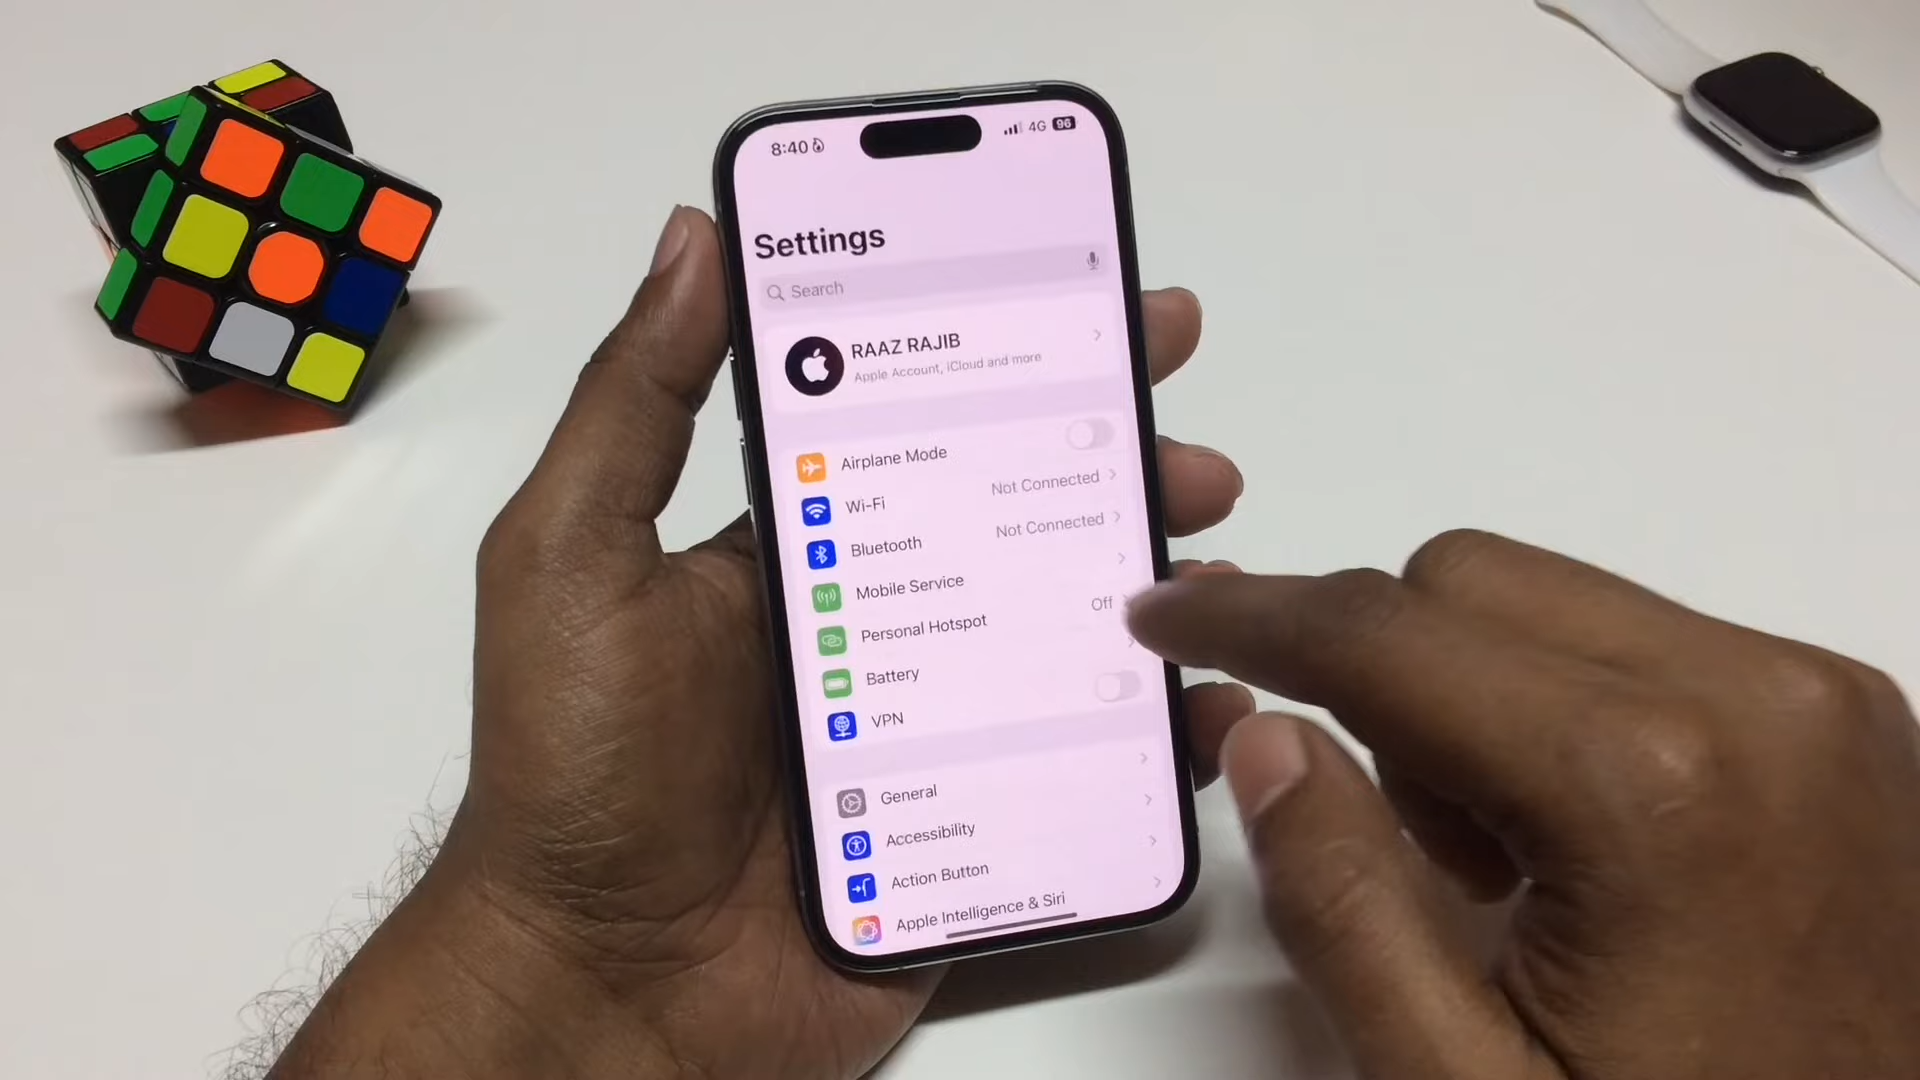 8:40 4G 96
Settings
Search
RAAZ RAJIB
Apple Account, iCloud and more
Airplane Mode
Wi-Fi Not Connected
Bluetooth Not Connected
Mobile Service
Personal Hotspot Off
Battery
VPN
General
Accessibility
Action Button
Apple Intelligence & Siri